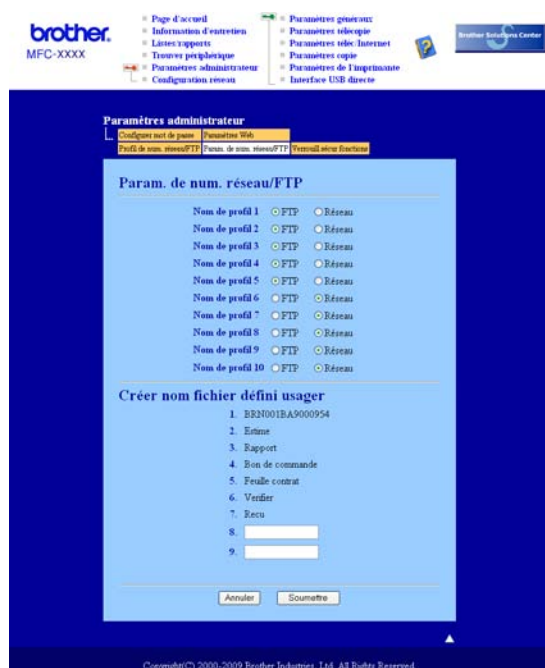 brother.
MFC-XXXX
Page d'accueil
Information d'entretien
Listes/rapports
Trouver périphérique
Paramètres administrateur
Configuration réseau
Paramètres généraux
Paramètres télécopie
Paramètres téléc/Internet
Paramètres copie
Paramètres de l'imprimante
Interface USB directe
Brother Solutions Center
Paramètres administrateur
Configurer mot de passe Paramètres Web
Profil de num. réseau/FTP Param. de num. réseau/FTP Verrouill sécur fonctions
Param. de num. réseau/FTP
Nom de profil 1 FTP Réseau
Nom de profil 2 FTP Réseau
Nom de profil 3 FTP Réseau
Nom de profil 4 FTP Réseau
Nom de profil 5 FTP Réseau
Nom de profil 6 FTP Réseau
Nom de profil 7 FTP Réseau
Nom de profil 8 FTP Réseau
Nom de profil 9 FTP Réseau
Nom de profil 10 FTP Réseau
Créer nom fichier défini usager
1. BRN001BA9000954
2. Estime
3. Rapport
4. Bon de commande
5. Feuille contrat
6. Verifier
7. Recu
8.
9.
Annuler Soumettre
Copyright(C) 2000-2009 Brother Industries, Ltd. All Rights Reserved.